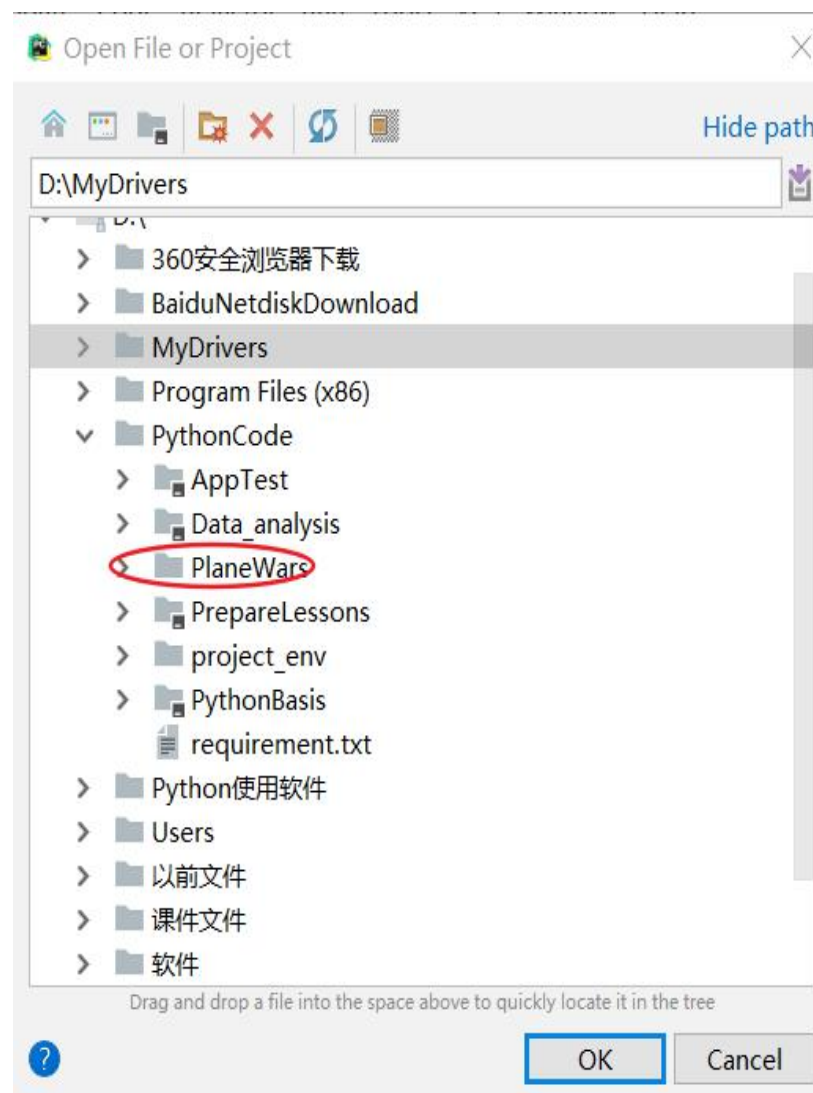 Open File or Project
Hide path
D:\MyDrivers
D:\
360安全浏览器下载
BaiduNetdiskDownload
MyDrivers
Program Files (x86)
PythonCode
AppTest
Data_analysis
PlaneWars
PrepareLessons
project_env
PythonBasis
requirement.txt
Python使用软件
Users
以前文件
课件文件
软件
Drag and drop a file into the space above to quickly locate it in the tree
?
OK
Cancel